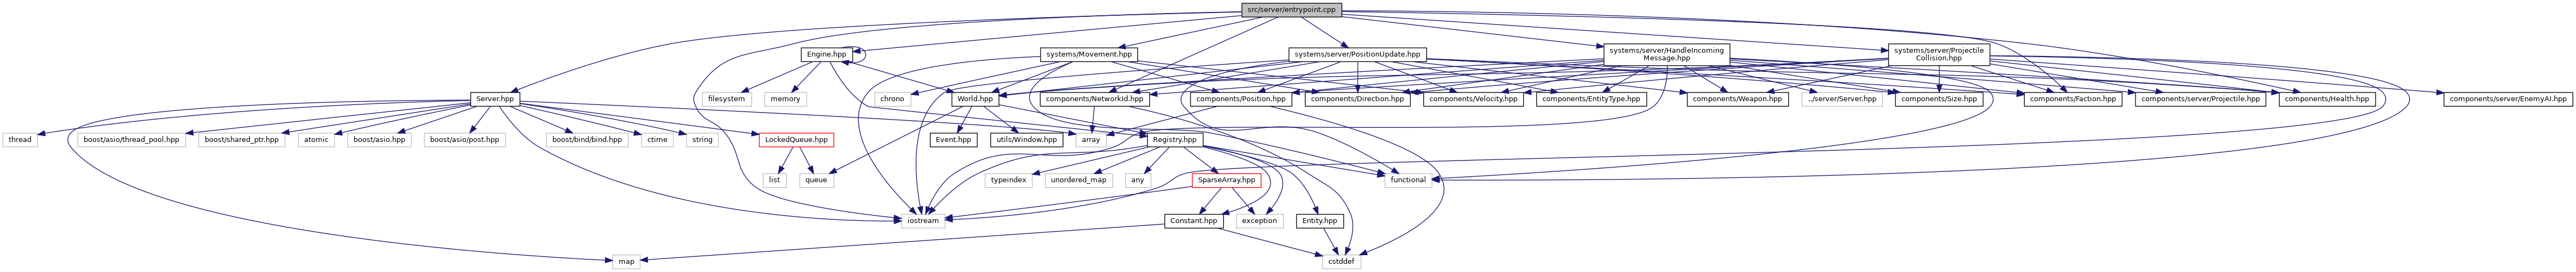 src/server/entrypoint.cpp
Engine.hpp
systems/Movement.hpp
systems/server/PositionUpdate.hpp
systems/server/HandleIncoming
Message.hpp
systems/server/Projectile
Collision.hpp
Server.hpp
filesystem
memory
chrono
World.hpp
components/NetworkId.hpp
components/Position.hpp
components/Direction.hpp
components/Velocity.hpp
components/EntityType.hpp
components/Weapon.hpp
../server/Server.hpp
components/Size.hpp
components/Faction.hpp
components/server/Projectile.hpp
components/Health.hpp
components/server/EnemyAI.hpp
thread
boost/asio/thread_pool.hpp
boost/shared_ptr.hpp
atomic
boost/asio.hpp
boost/asio/post.hpp
boost/bind/bind.hpp
ctime
string
LockedQueue.hpp
Event.hpp
utils/Window.hpp
array
Registry.hpp
list
queue
typeindex
unordered_map
any
SparseArray.hpp
functional
iostream
Constant.hpp
exception
Entity.hpp
map
cstddef